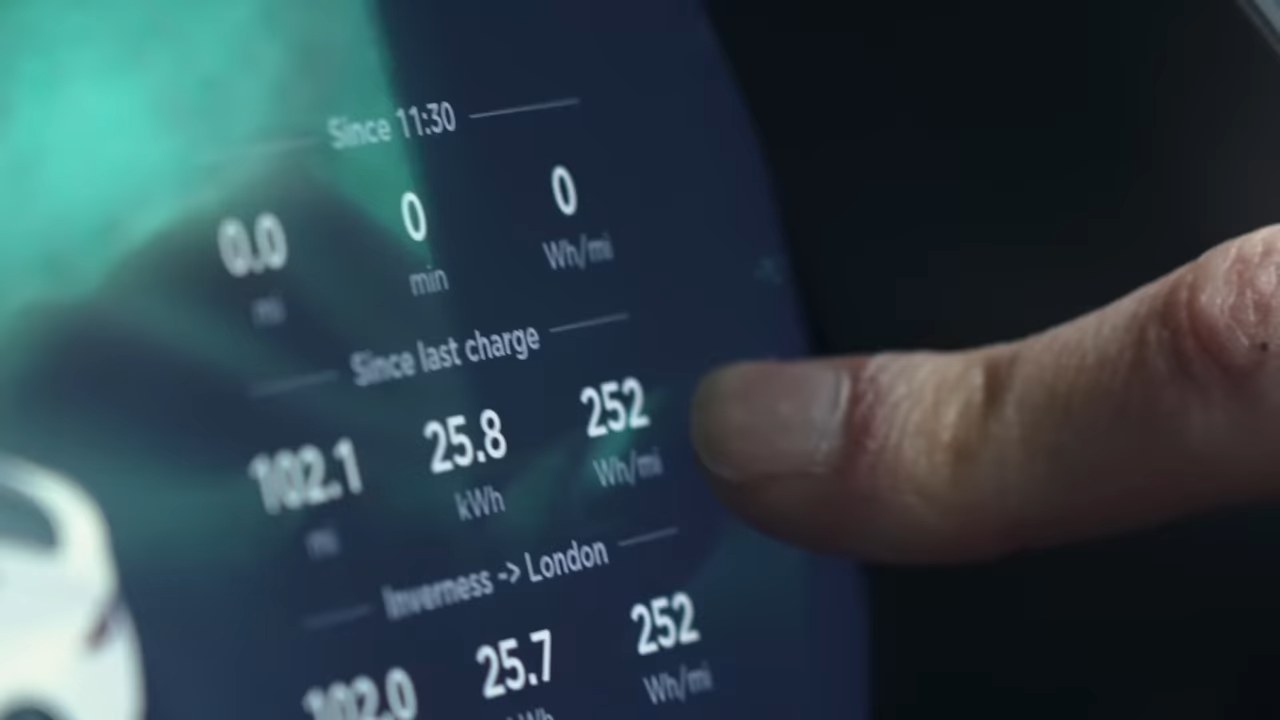 Since 11:30
0.0 0 0
mi min Wh/mi
Since last charge
102.1 25.8 252
mi kWh Wh/mi
Inverness -> London
102.0 25.7 252
kWh Wh/mi